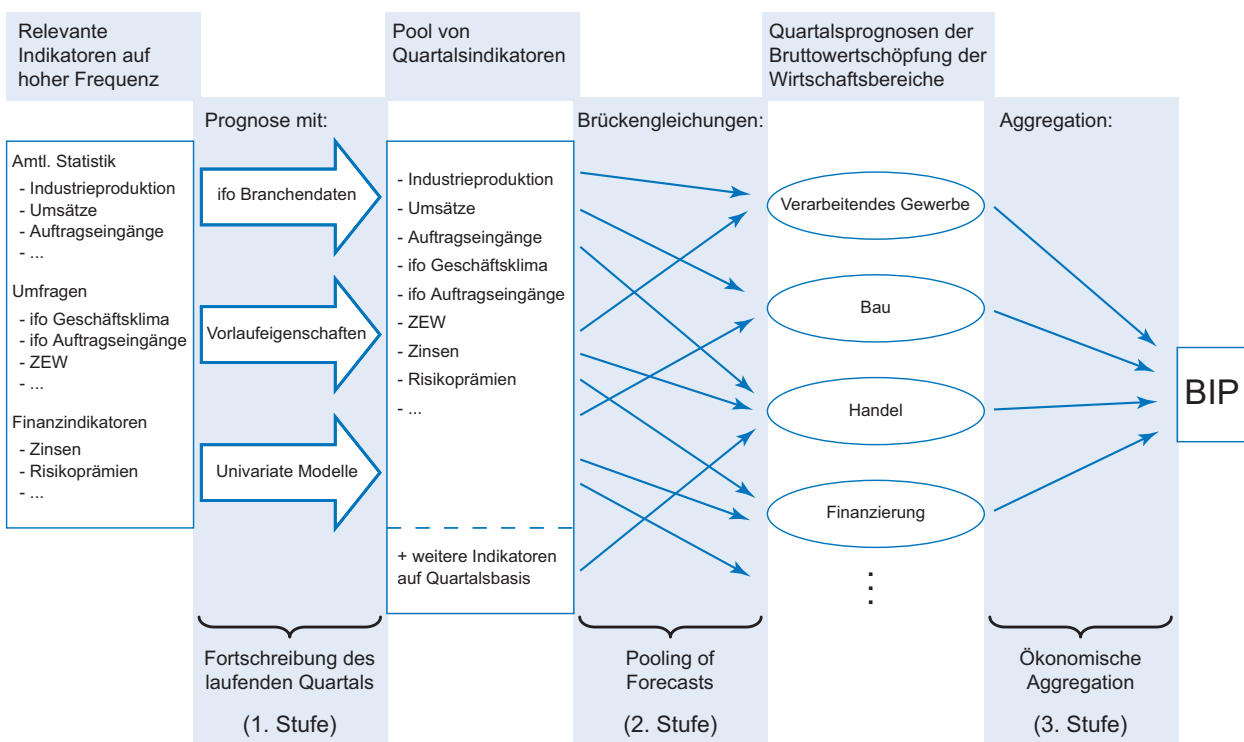 Relevante
Indikatoren auf
hoher Frequenz
Pool von
Quartalsindikatoren
Quartalsprognosen der
Bruttowertschöpfung der
Wirtschaftsbereiche
Prognose mit:
Brückengleichungen:
Aggregation:
Amtl. Statistik
- Industrieproduktion
- Umsätze
- Auftragseingänge
- ...
Umfragen
- ifo Geschäftsklima
- ifo Auftragseingänge
- ZEW
- ...
Finanzindikatoren
- Zinsen
- Risikoprämien
- ...
ifo Branchendaten
Vorlaufeigenschaften
Univariate Modelle
- Industrieproduktion
- Umsätze
- Auftragseingänge
- ifo Geschäftsklima
- ifo Auftragseingänge
- ZEW
- Zinsen
- Risikoprämien
- ...
+ weitere Indikatoren
auf Quartalsbasis
Verarbeitendes Gewerbe
Bau
Handel
Finanzierung
BIP
Fortschreibung des
laufenden Quartals
(1. Stufe)
Pooling of
Forecasts
(2. Stufe)
Ökonomische
Aggregation
(3. Stufe)